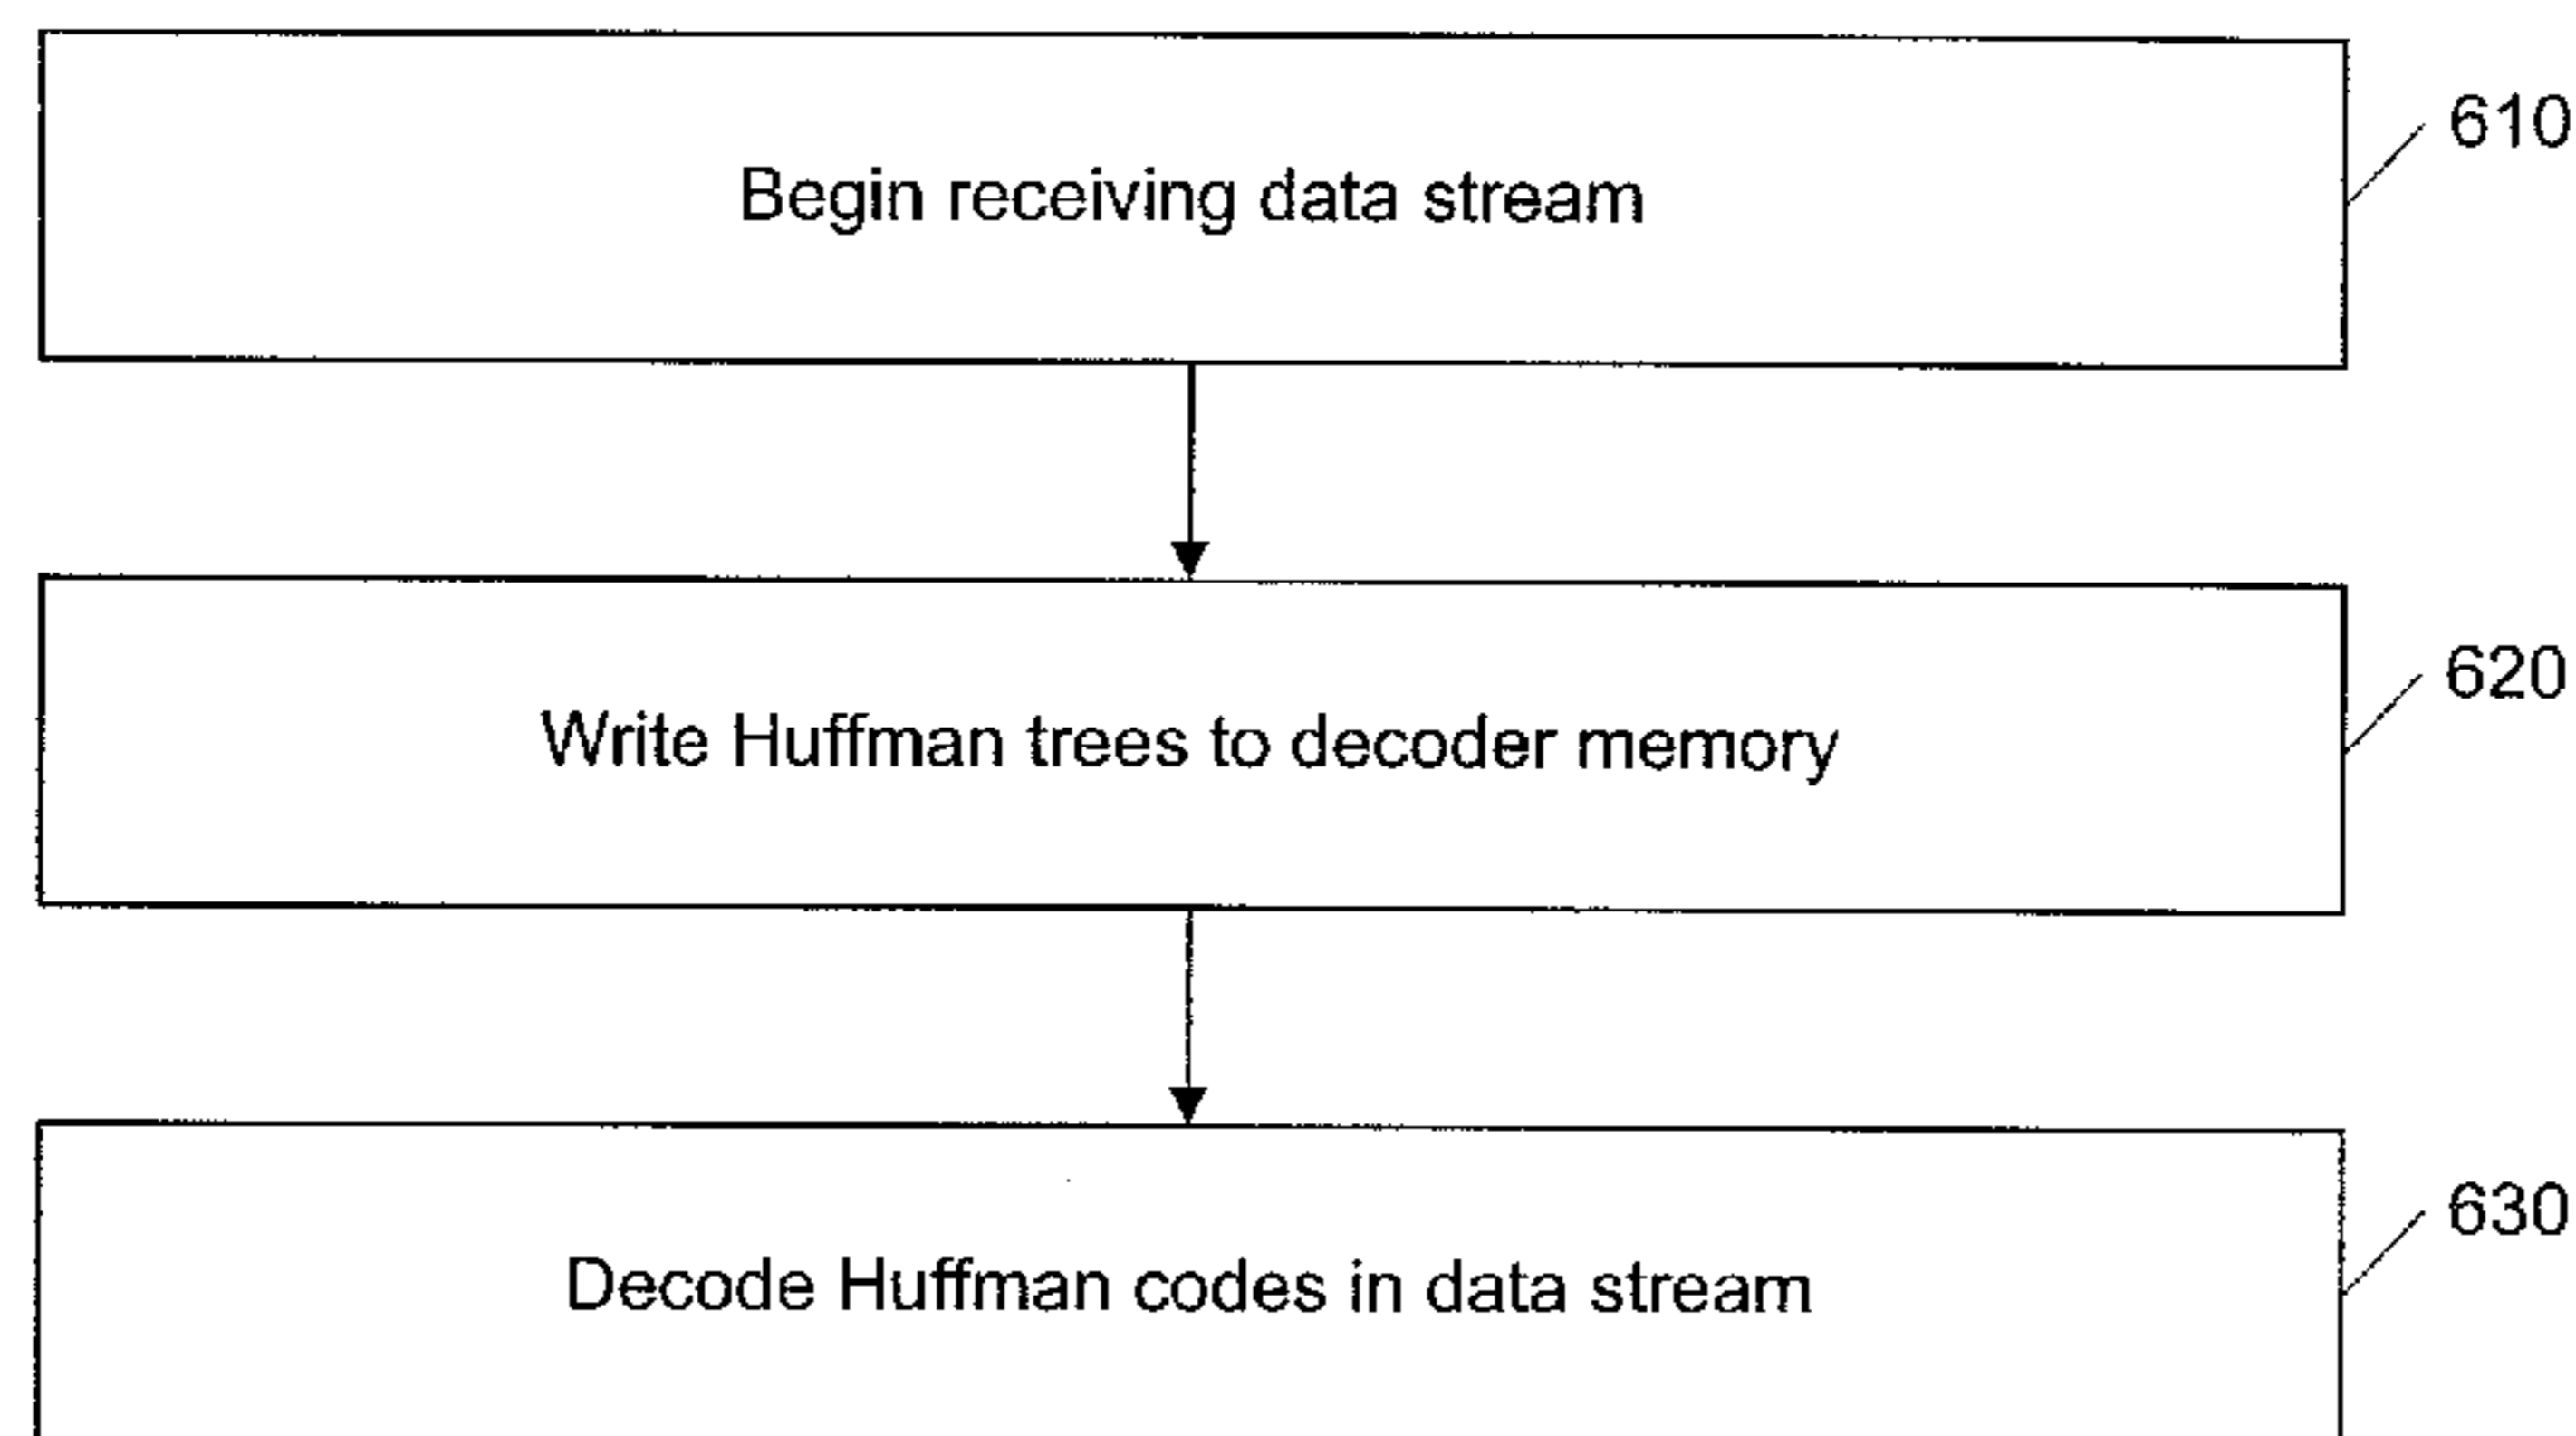 Begin receiving data stream
610
Write Huffman trees to decoder memory
620
Decode Huffman codes in data stream
630